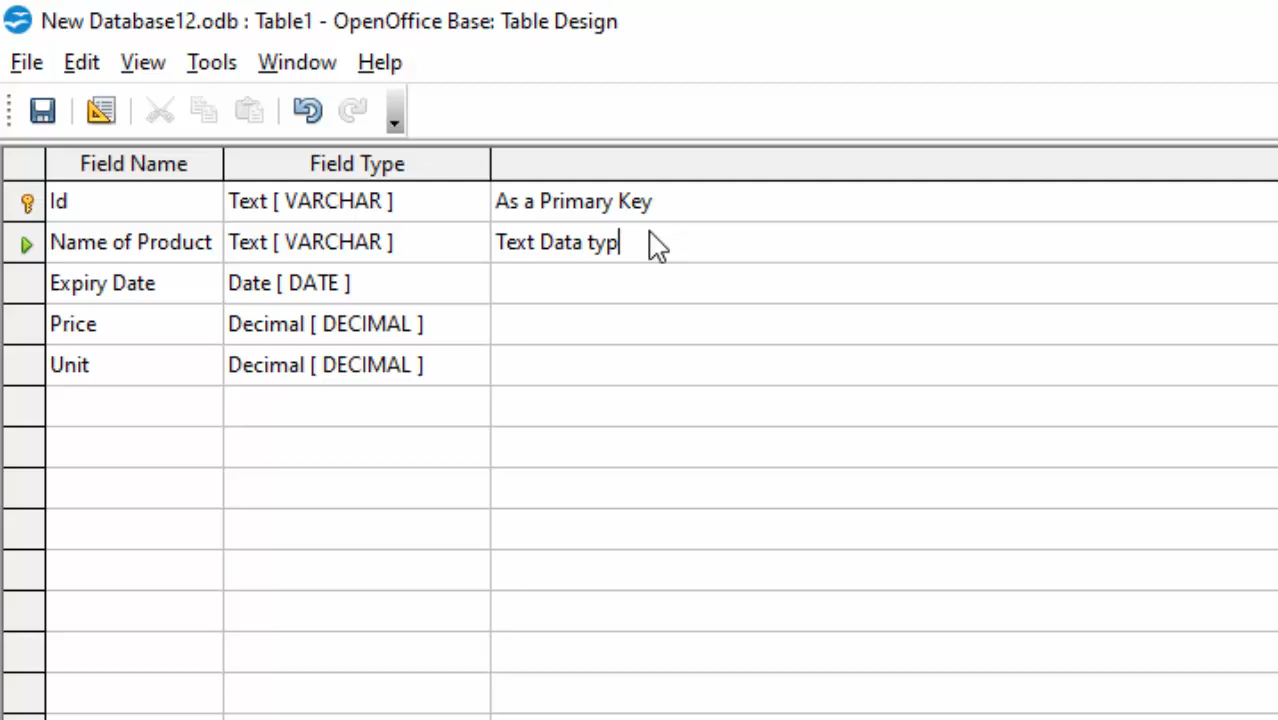 New Database12.odb : Table1 - OpenOffice Base: Table Design
File Edit View Tools Window Help
Field Name Field Type
Id Text [ VARCHAR ] As a Primary Key
Name of Product Text [ VARCHAR ] Text Data typ
Expiry Date Date [ DATE ]
Price Decimal [ DECIMAL ]
Unit Decimal [ DECIMAL ]